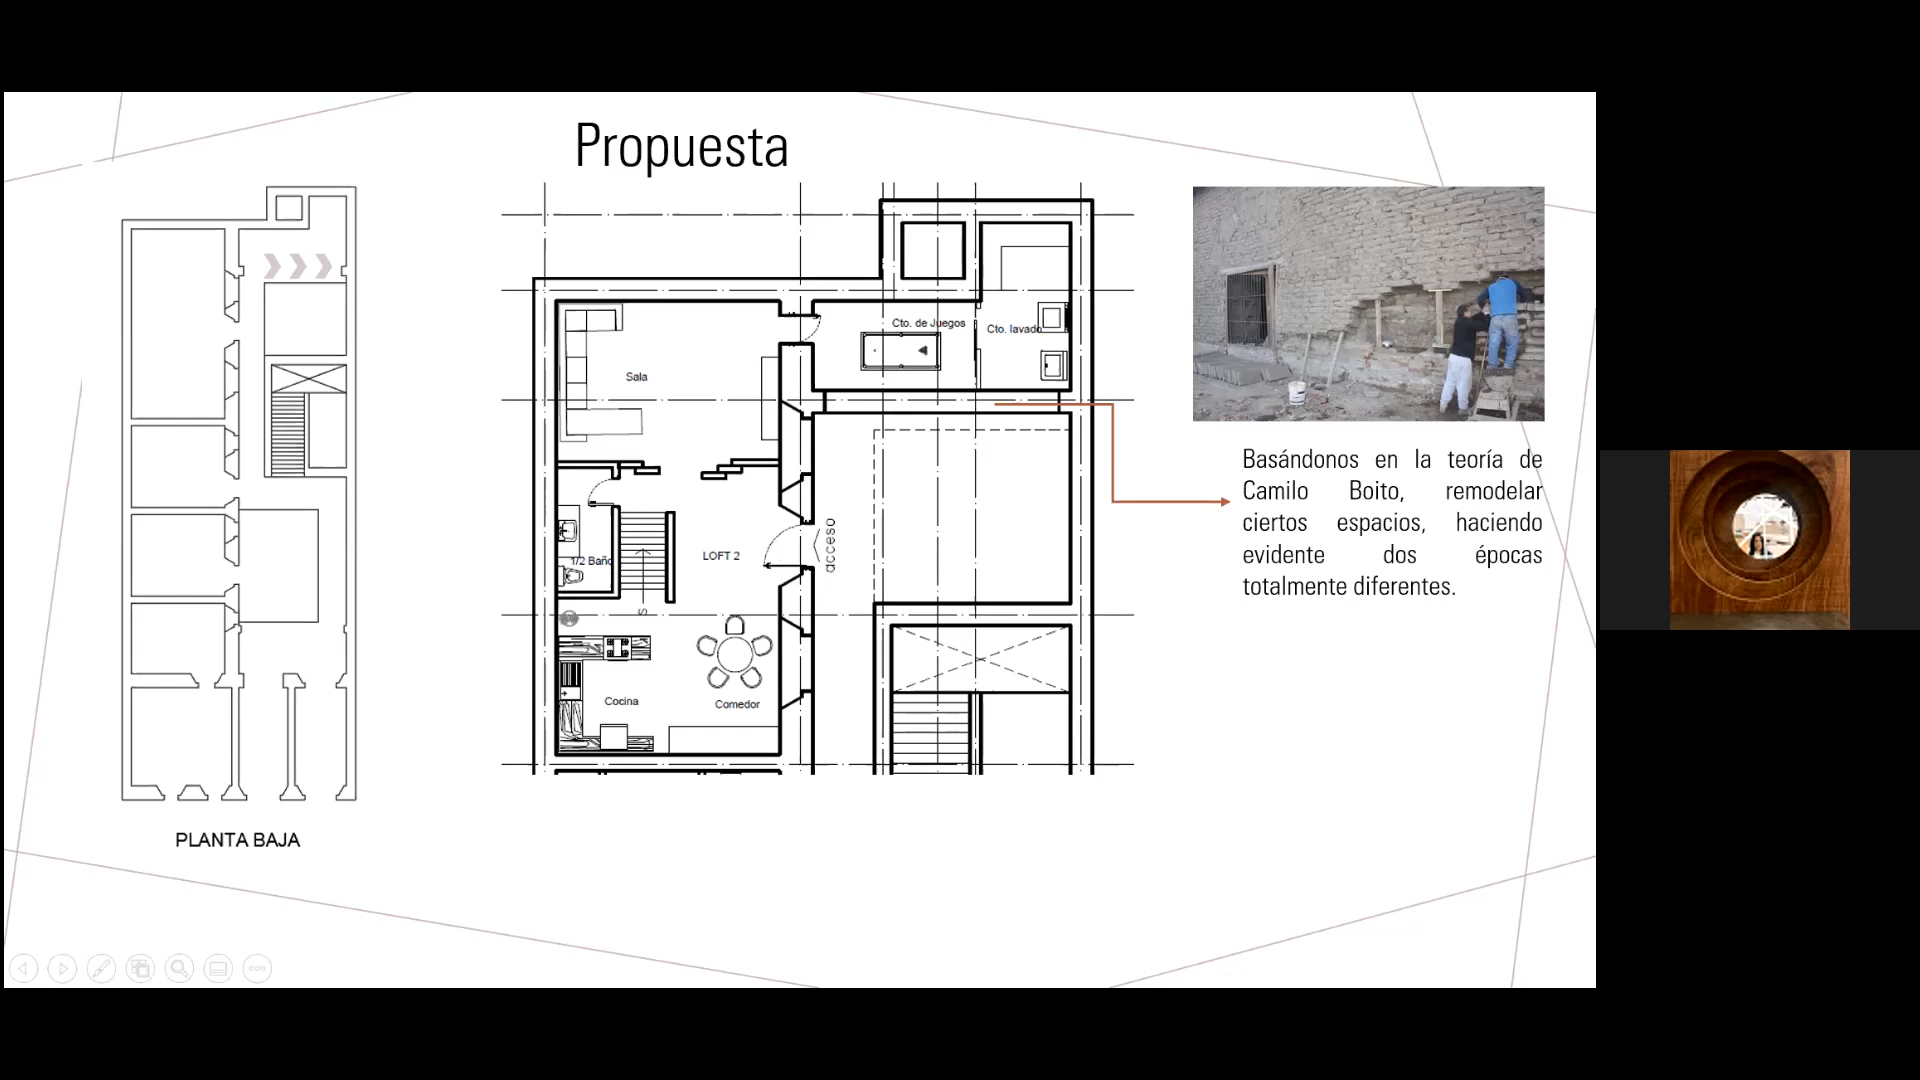 Propuesta
Cto. de Juegos
Cto. lavado
Sala
1/2 Baño
LOFT 2
acceso
S
Cocina
Comedor
PLANTA BAJA
Basándonos en la teoría de
Camilo Boito, remodelar
ciertos espacios, haciendo
evidente dos épocas
totalmente diferentes.